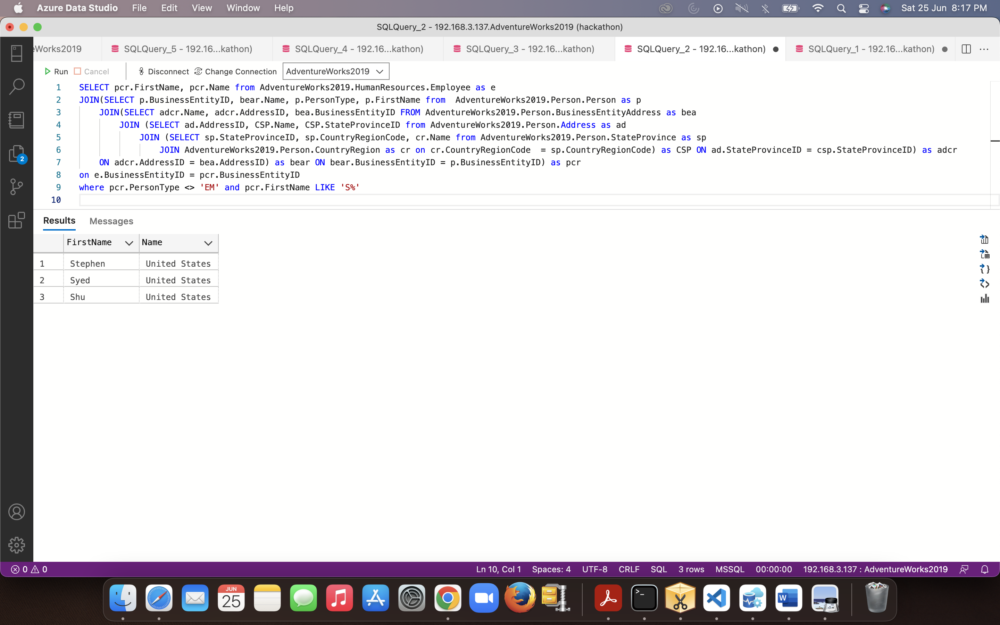 Azure Data Studio File Edit View Window Help Sat 25 Jun 8:17 PM
SQLQuery_2 - 192.168.3.137.AdventureWorks2019 (hackathon)
eWorks2019 SQLQuery_5 - 192.16...kathon) SQLQuery_4 - 192.16...kathon) SQLQuery_3 - 192.16...kathon) SQLQuery_2 - 192.16...kathon) SQLQuery_1 - 192.16...kathon)
Run Cancel Disconnect Change Connection AdventureWorks2019
1 SELECT pcr.FirstName, pcr.Name from AdventureWorks2019.HumanResources.Employee as e
2 JOIN(SELECT p.BusinessEntityID, bear.Name, p.PersonType, p.FirstName from  AdventureWorks2019.Person.Person as p
3     JOIN(SELECT adcr.Name, adcr.AddressID, bea.BusinessEntityID FROM AdventureWorks2019.Person.BusinessEntityAddress as bea
4         JOIN (SELECT ad.AddressID, CSP.Name, CSP.StateProvinceID from AdventureWorks2019.Person.Address as ad
5             JOIN (SELECT sp.StateProvinceID, sp.CountryRegionCode, cr.Name from AdventureWorks2019.Person.StateProvince as sp
6                 JOIN AdventureWorks2019.Person.CountryRegion as cr on cr.CountryRegionCode  = sp.CountryRegionCode) as CSP ON ad.StateProvinceID = csp.StateProvinceID) as adcr
7     ON adcr.AddressID = bea.AddressID) as bear ON bear.BusinessEntityID = p.BusinessEntityID) as pcr
8 on e.BusinessEntityID = pcr.BusinessEntityID
9 where pcr.PersonType <> 'EM' and pcr.FirstName LIKE 'S%'
10
2
Results Messages
FirstName Name
1 Stephen United States
2 Syed United States
3 Shu United States
0 0 Ln 10, Col 1 Spaces: 4 UTF-8 CRLF SQL 3 rows MSSQL 00:00:00 192.168.3.137 : AdventureWorks2019
JUN
25
W